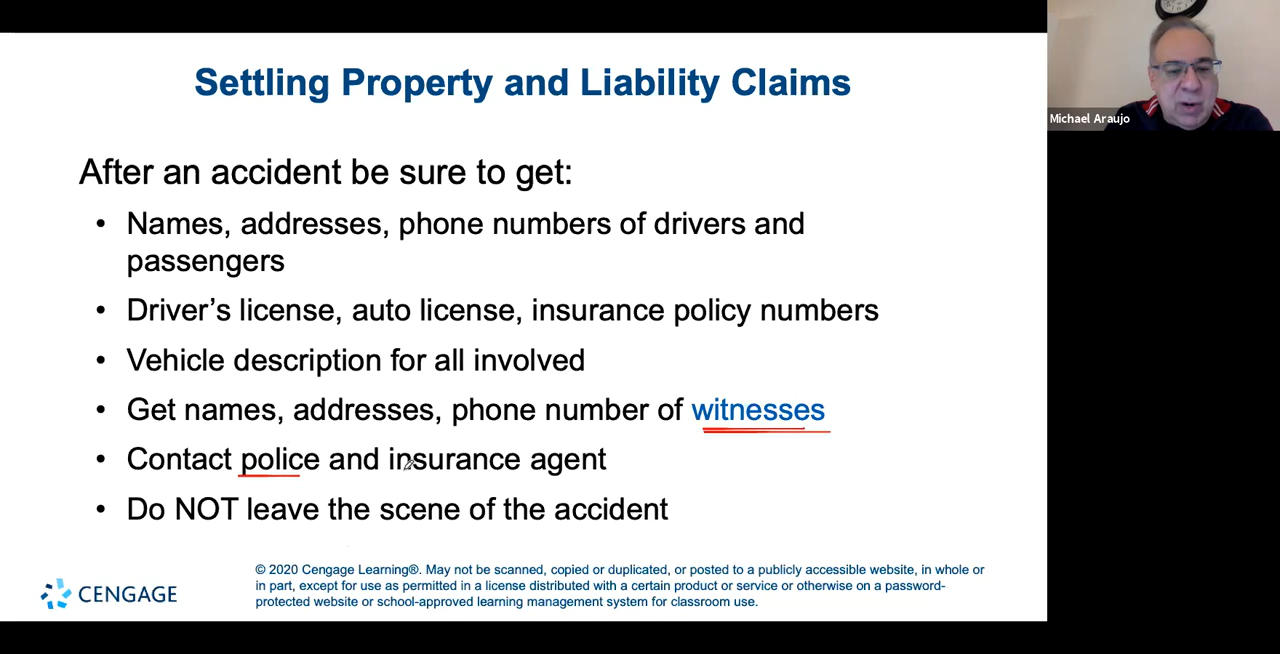 Settling Property and Liability Claims
Michael Araujo
After an accident be sure to get:
• Names, addresses, phone numbers of drivers and
passengers
• Driver’s license, auto license, insurance policy numbers
• Vehicle description for all involved
• Get names, addresses, phone number of witnesses
• Contact police and insurance agent
• Do NOT leave the scene of the accident
CENGAGE
© 2020 Cengage Learning®. May not be scanned, copied or duplicated, or posted to a publicly accessible website, in whole or
in part, except for use as permitted in a license distributed with a certain product or service or otherwise on a password-
protected website or school-approved learning management system for classroom use.